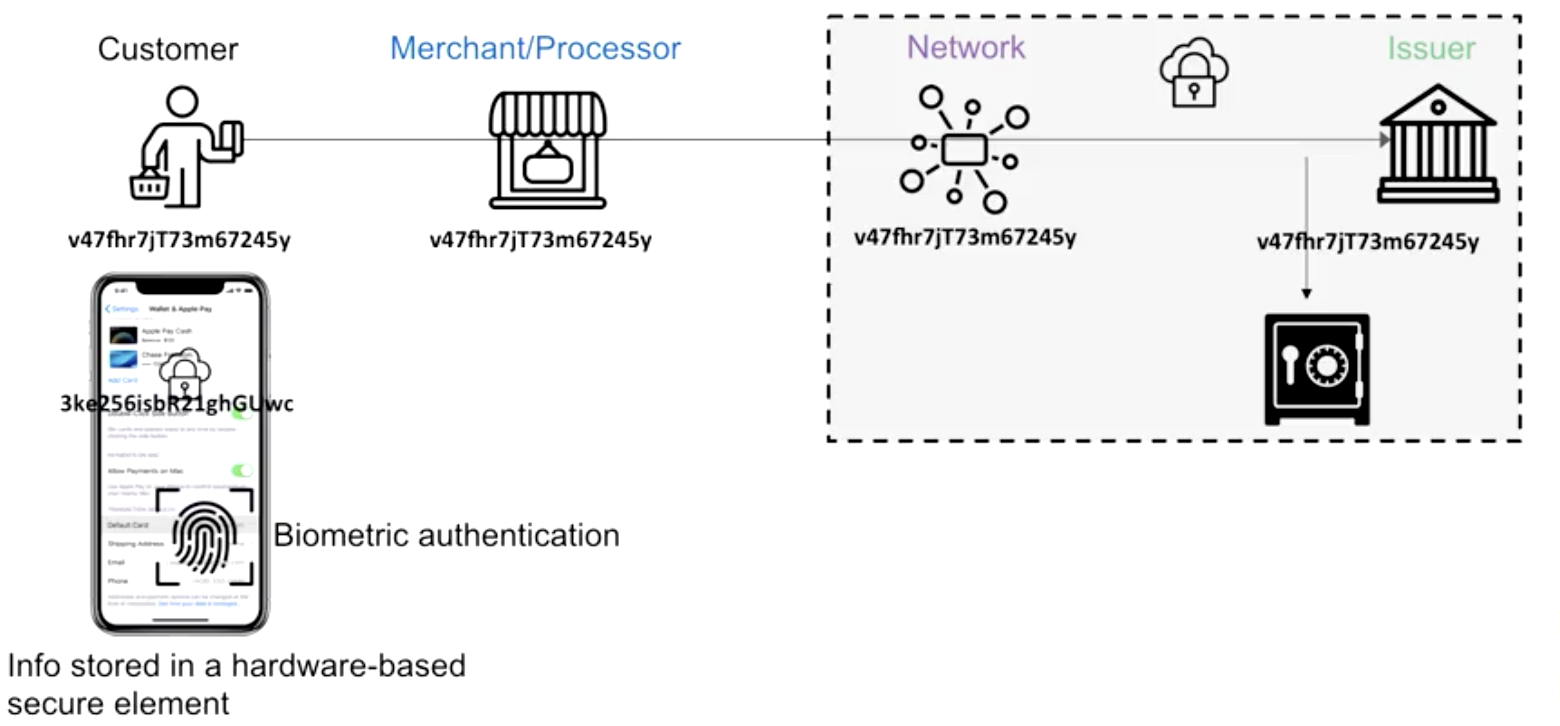 Customer
Merchant/Processor
Network
Issuer
v47fhr7jT73m67245y
v47fhr7jT73m67245y
v47fhr7jT73m67245y
v47fhr7jT73m67245y
Settings
Wallet & Apple Pay
Apple Pay Cash
Chase
Add Card
3ke256isbR21ghGUwc
Allow Payments on Mac
Default Card
Shipping Address
Email
Phone
Biometric authentication
Info stored in a hardware-based
secure element